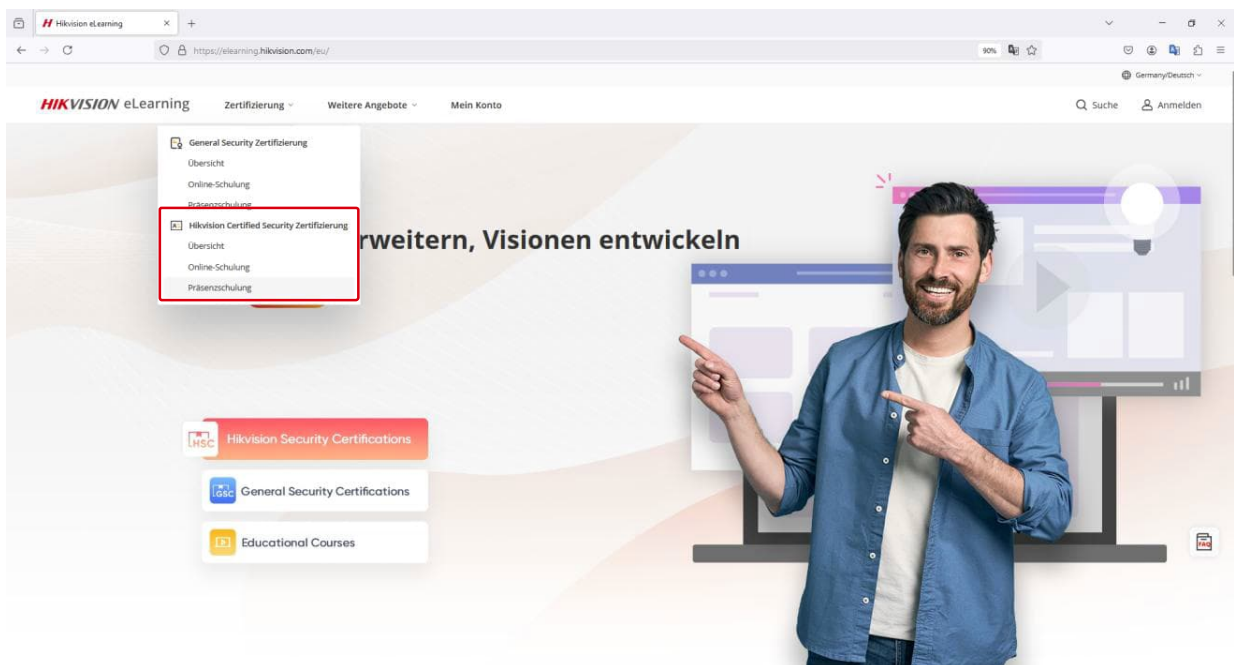 Hikvision eLearning
https://elearning.hikvision.com/eu/
90%
Germany/Deutsch
HIKVISION eLearning
Zertifizierung
Weitere Angebote
Mein Konto
Suche
Anmelden
General Security Zertifizierung
Übersicht
Online-Schulung
Präsenzschulung
Hikvision Certified Security Zertifizierung
Übersicht
Online-Schulung
Präsenzschulung
rweitern, Visionen entwickeln
HSC
Hikvision Security Certifications
GSC
General Security Certifications
Educational Courses
FAQ